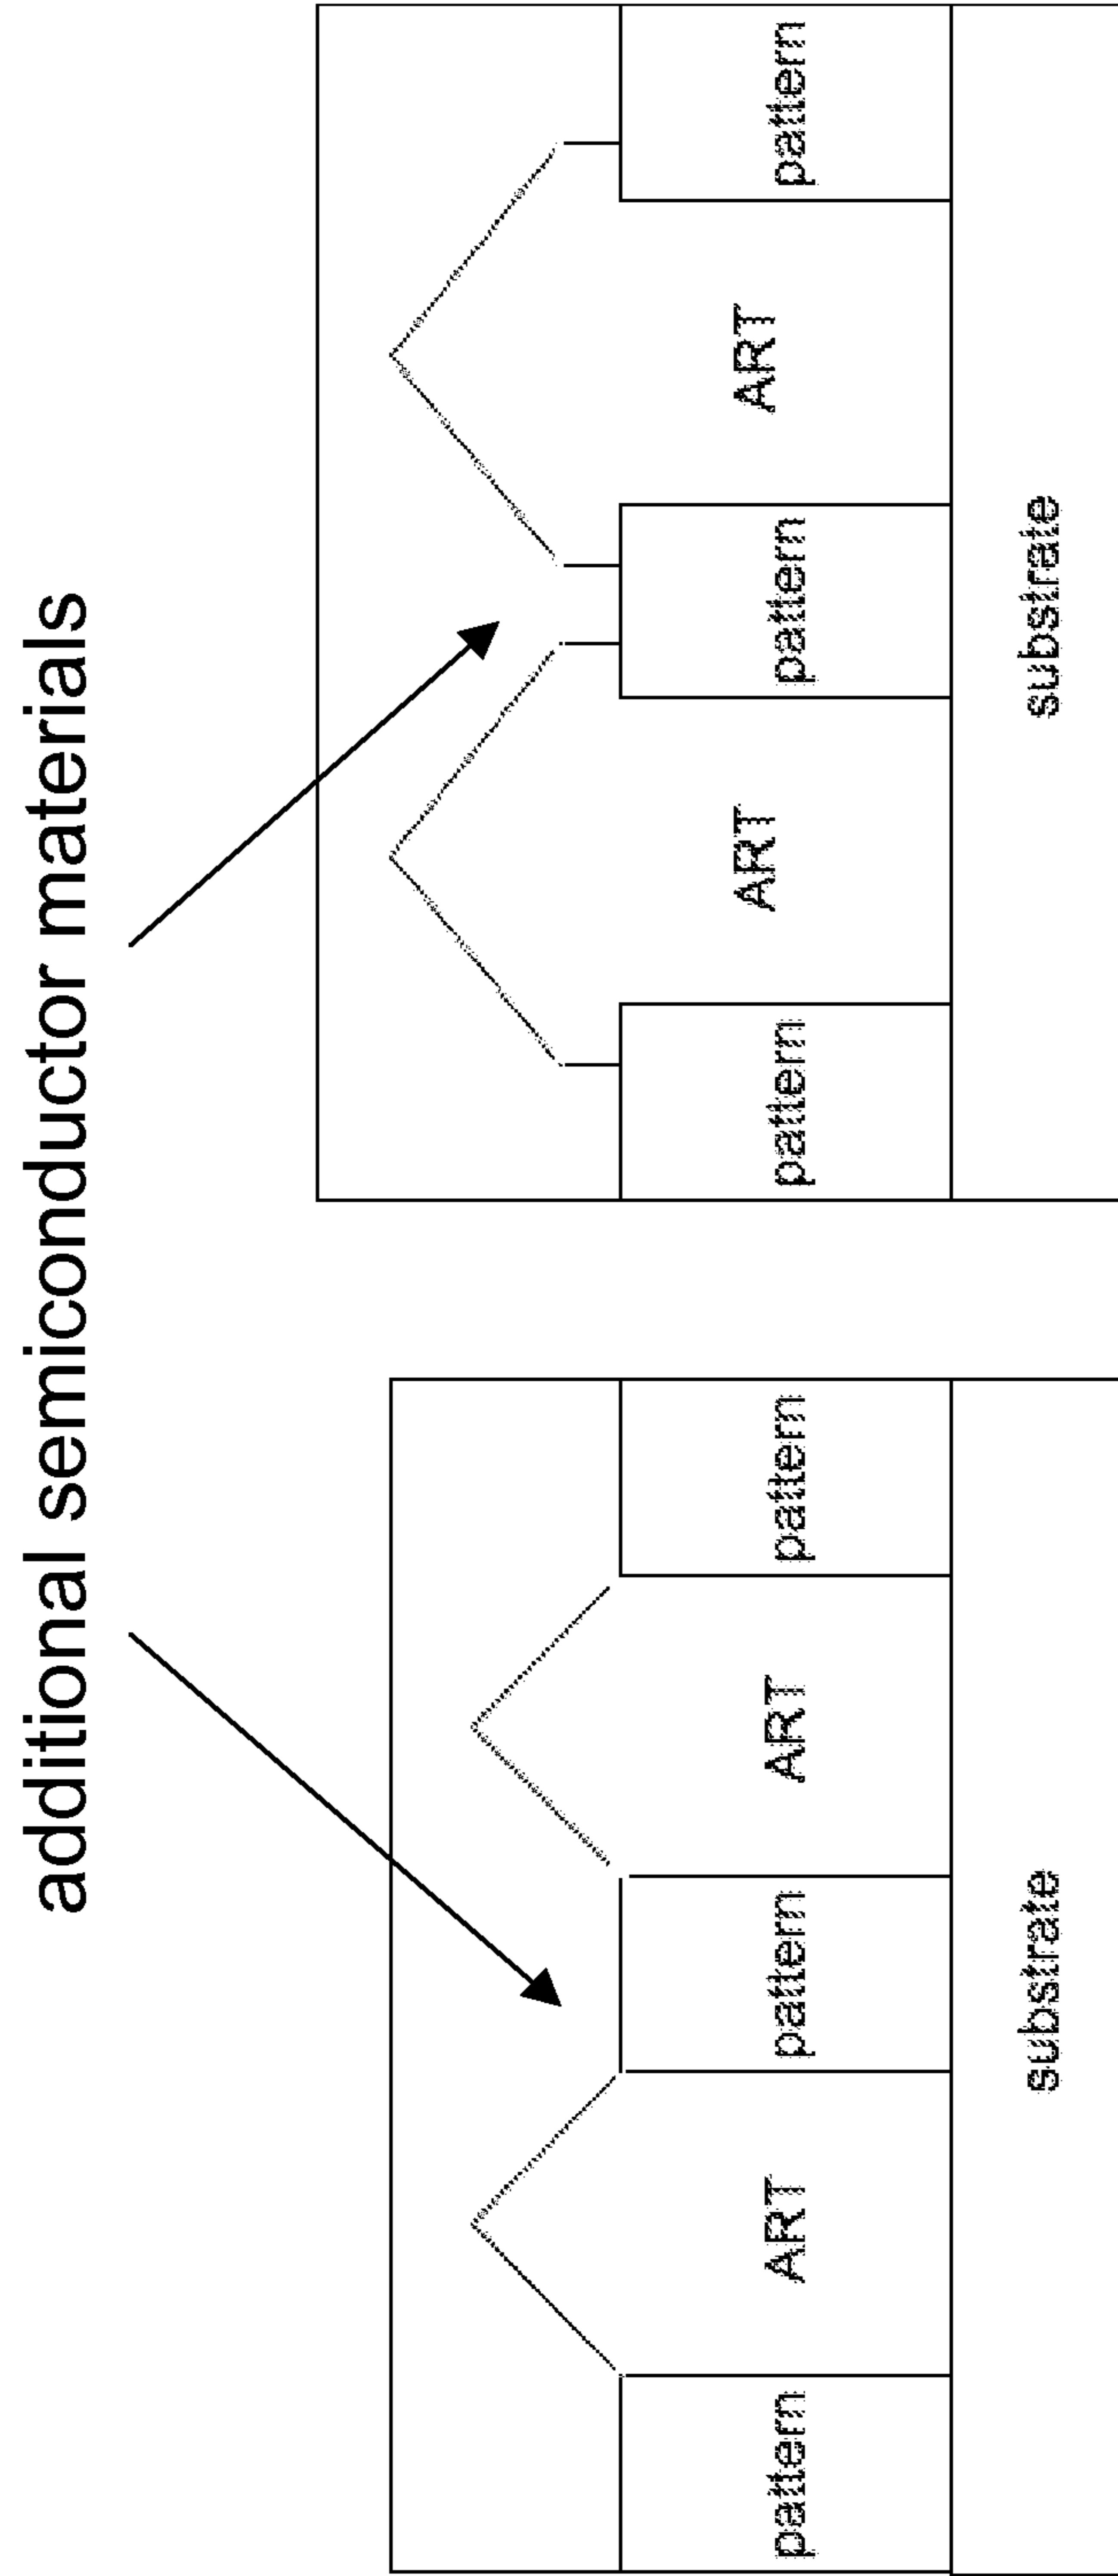 additional semiconductor materials
pattern
ART
pattern
ART
pattern
substrate
pattern
ART
pattern
ART
pattern
substrate